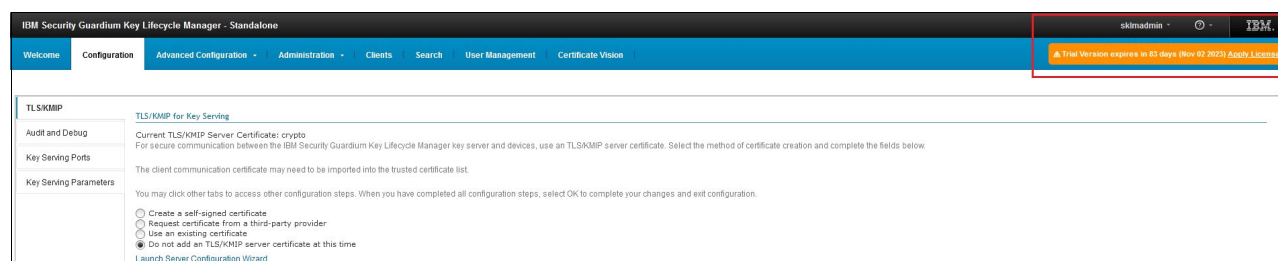 IBM Security Guardium Key Lifecycle Manager - Standalone
sklmadmin
IBM.
Welcome Configuration Advanced Configuration Administration Clients Search User Management Certificate Vision
Trial Version expires in 83 days (Nov 02 2023) Apply License
TLS/KMIP
Audit and Debug
Key Serving Ports
Key Serving Parameters
TLS/KMIP for Key Serving
Current TLS/KMIP Server Certificate: crypto
For secure communication between the IBM Security Guardium Key Lifecycle Manager key server and devices, use an TLS/KMIP server certificate. Select the method of certificate creation and complete the fields below.
The client communication certificate may need to be imported into the trusted certificate list.
You may click other tabs to access other configuration steps. When you have completed all configuration steps, select OK to complete your changes and exit configuration.
Create a self-signed certificate
Request certificate from a third-party provider
Use an existing certificate
Do not add an TLS/KMIP server certificate at this time
Launch Server Configuration Wizard